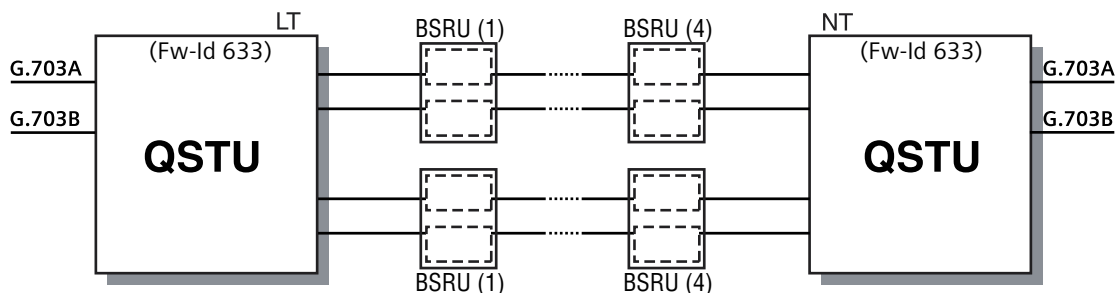 LT
BSRU (1)
BSRU (4)
NT
(Fw-Id 633)
(Fw-Id 633)
G.703A
G.703A
G.703B
G.703B
QSTU
QSTU
BSRU (1)
BSRU (4)